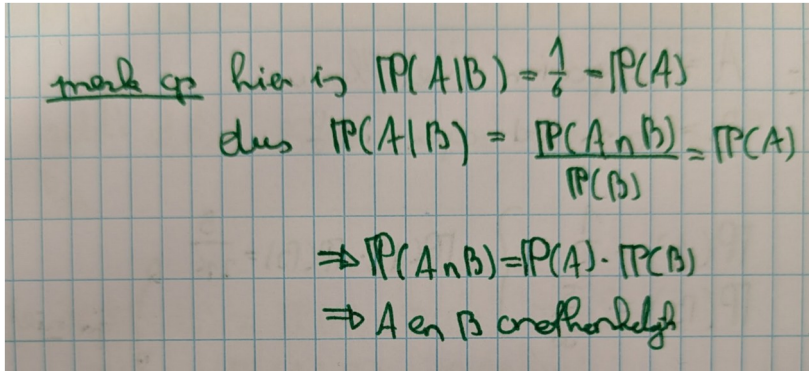 merk op hier is ℙ(A|B) = 1/6 = ℙ(A)
dus ℙ(A|B) = ℙ(A∩B)/ℙ(B) = ℙ(A)
⇒ ℙ(A∩B) = ℙ(A) · ℙ(B)
⇒ A en B onafhankelijk